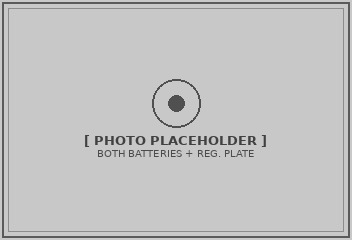 [ PHOTO PLACEHOLDER ]
BOTH BATTERIES + REG. PLATE